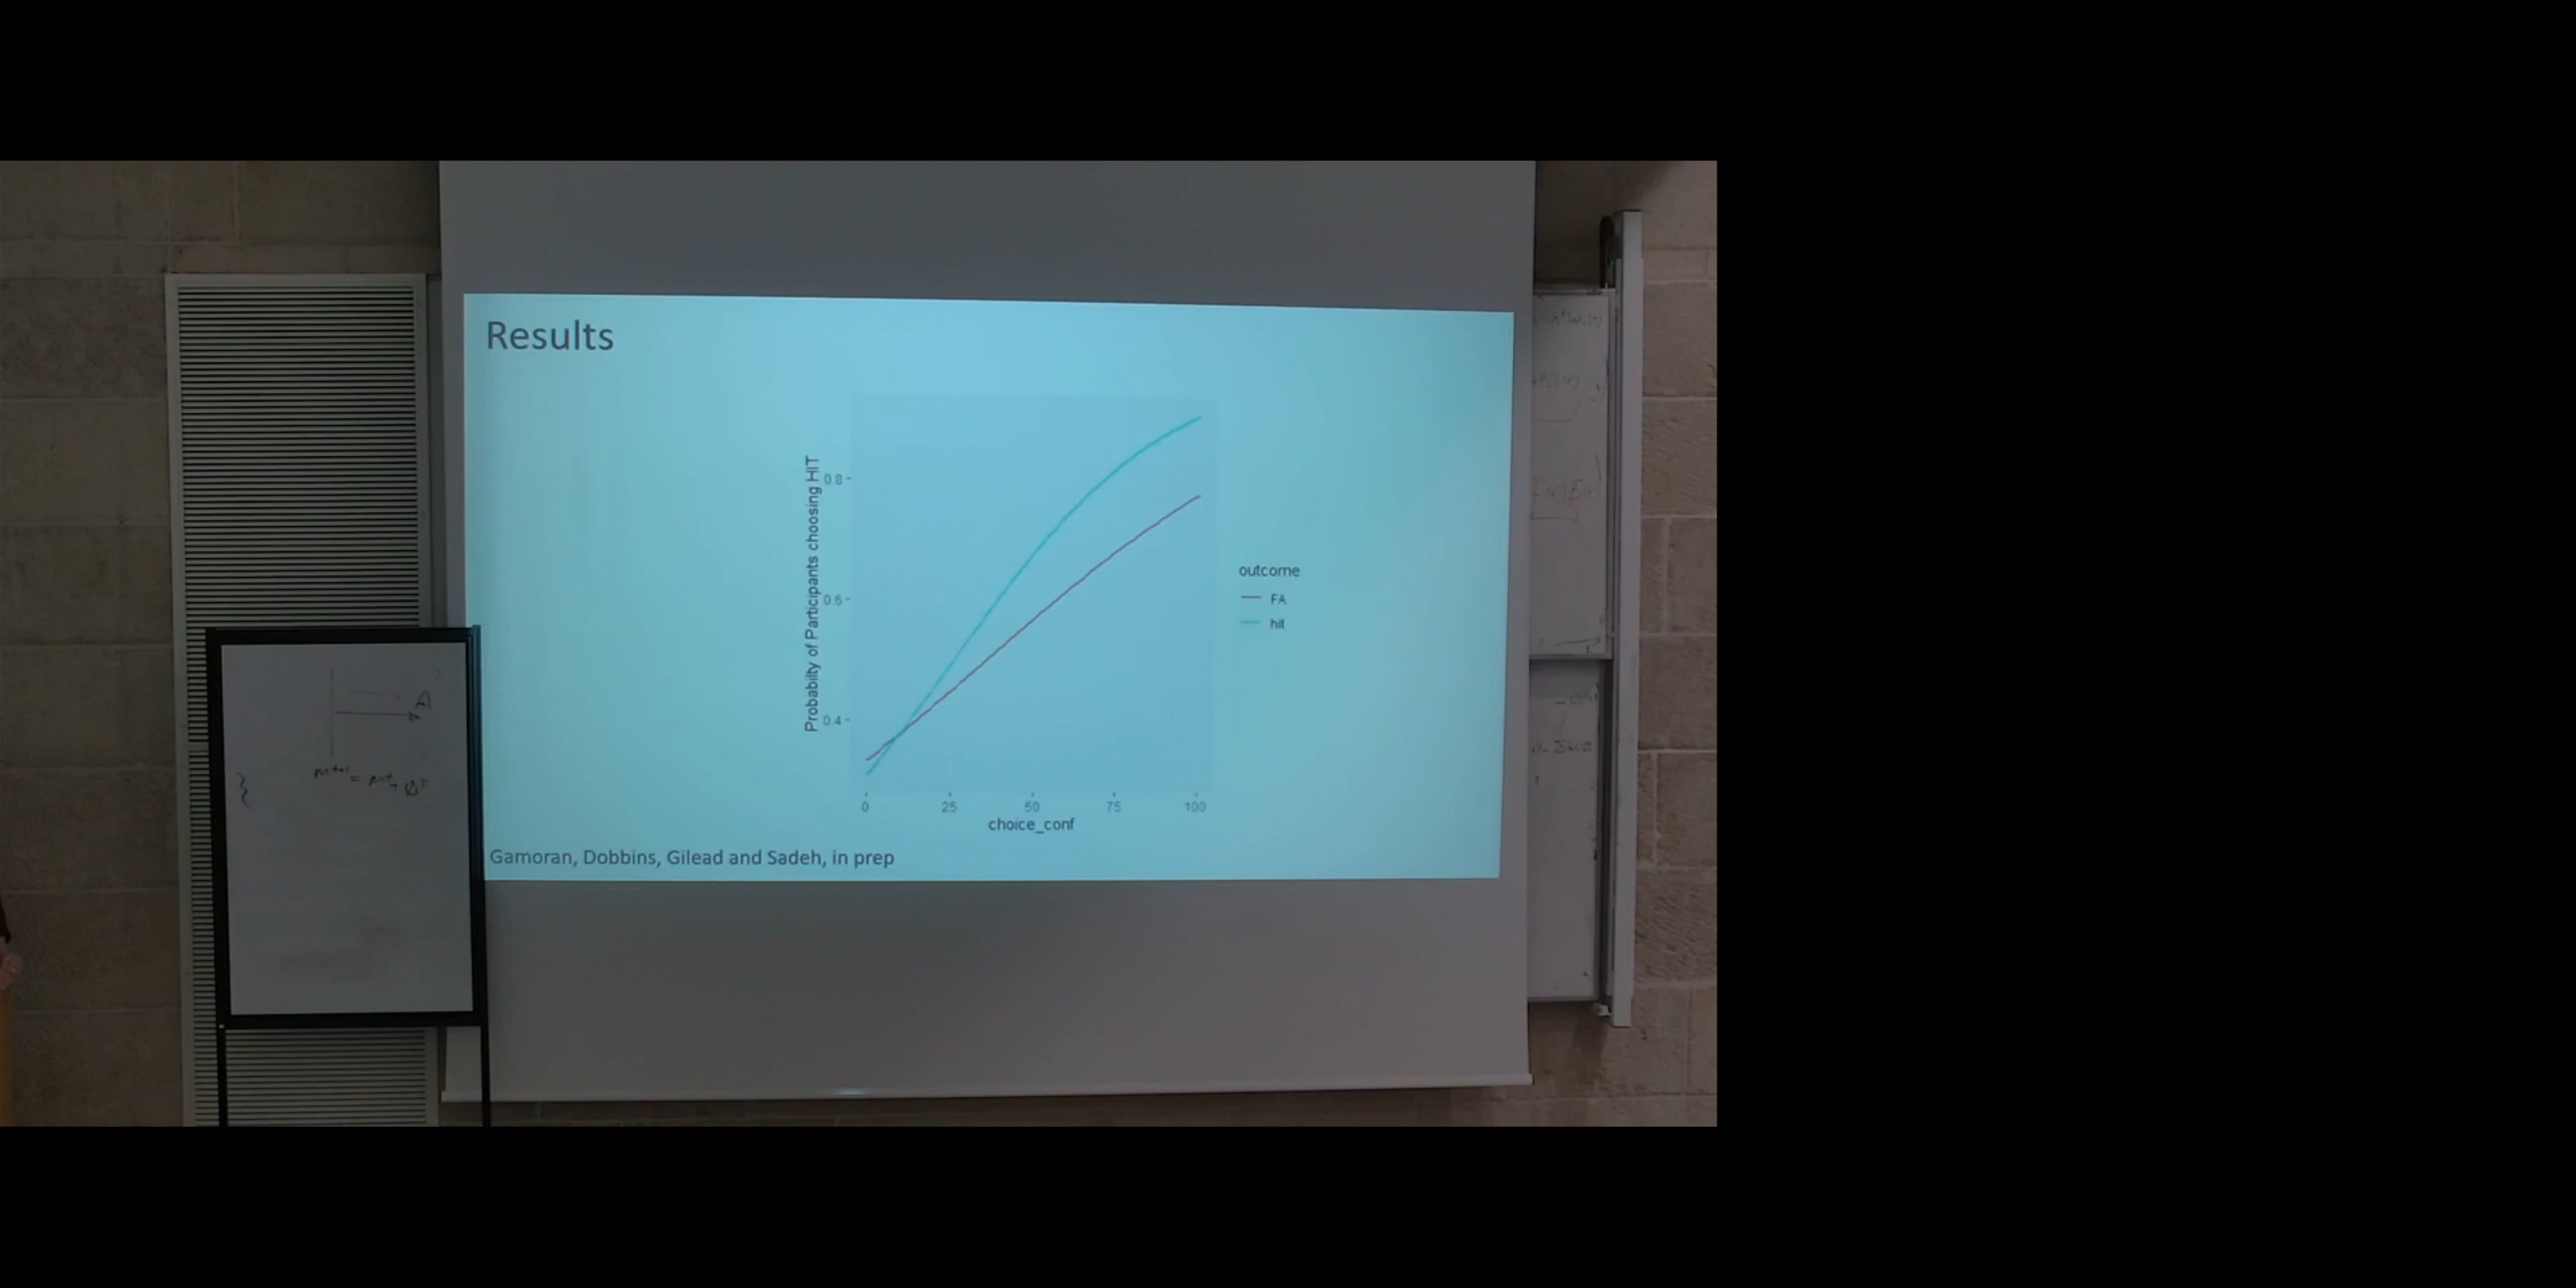 Results
Probabilty of Participants choosing HIT
0.8
0.6
0.4
0 25 50 75 100
choice_conf
outcome
FA
hit
Gamoran, Dobbins, Gilead and Sadeh, in prep
A